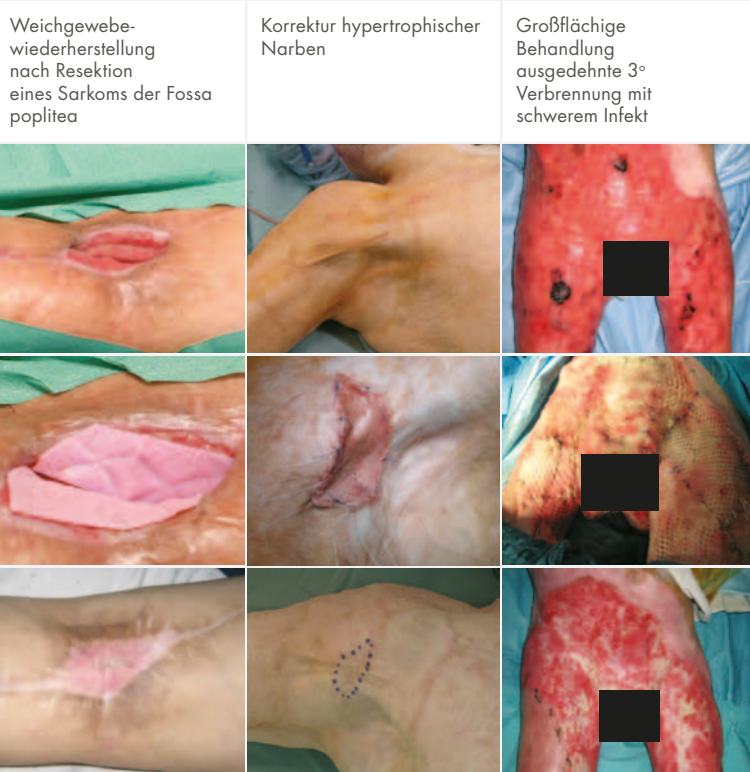 Weichgewebe-
wiederherstellung
nach Resektion
eines Sarkoms der Fossa
poplitea
Korrektur hypertrophischer
Narben
Großflächige
Behandlung
ausgedehnte 3°
Verbrennung mit
schwerem Infekt